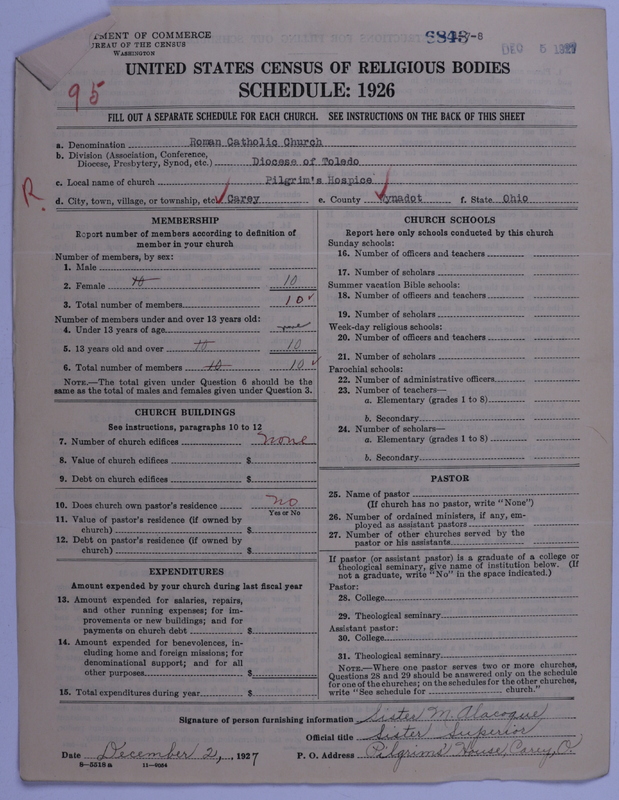 TMENT OF COMMERCE
UREAU OF THE CENSUS
WASHINGTON
8-8
DEC 5 1927
95
UNITED STATES CENSUS OF RELIGIOUS BODIES
SCHEDULE: 1926
FILL OUT A SEPARATE SCHEDULE FOR EACH CHURCH. SEE INSTRUCTIONS ON THE BACK OF THIS SHEET
a. Denomination Roman Catholic Church
b. Division (Association, Conference,
Diocese, Presbytery, Synod, etc.) Diocese of Toledo
c. Local name of church Pilgrim's Hospice
R.
d. City, town, village, or township, etc. Carey e. County Wynadot f. State Ohio
MEMBERSHIP
Report number of members according to definition of
member in your church
Number of members, by sex:
1. Male
2. Female 10 10
3. Total number of members 10
Number of members under and over 13 years old:
4. Under 13 years of age
5. 13 years old and over 10 10
6. Total number of members 10 10
NOTE.—The total given under Question 6 should be
same as the total of males and females given under Question 3.
CHURCH BUILDINGS
See instructions, paragraphs 10 to 12
7. Number of church edifices None
8. Value of church edifices $
9. Debt on church edifices $
10. Does church own pastor's residence No
Yes or No
11. Value of pastor's residence (if owned by
church) $
12. Debt on pastor's residence (if owned by
church) $
EXPENDITURES
Amount expended by your church during last fiscal year
13. Amount expended for salaries, repairs,
and other running expenses; for im-
provements or new buildings; and for
payments on church debt $
14. Amount expended for benevolences, in-
cluding home and foreign missions; for
denominational support; and for all
other purposes $
15. Total expenditures during year $
CHURCH SCHOOLS
Report here only schools conducted by this church
Sunday schools:
16. Number of officers and teachers
17. Number of scholars
Summer vacation Bible schools:
18. Number of officers and teachers
19. Number of scholars
Week-day religious schools:
20. Number of officers and teachers
21. Number of scholars
Parochial schools:
22. Number of administrative officers
23. Number of teachers—
a. Elementary (grades 1 to 8)
b. Secondary
24. Number of scholars—
a. Elementary (grades 1 to 8)
b. Secondary
PASTOR
25. Name of pastor
(If church has no pastor, write "None")
26. Number of ordained ministers, if any, em-
ployed as assistant pastors
27. Number of other churches served by the
pastor or his assistants
If pastor (or assistant pastor) is a graduate of a college or
theological seminary, give name of institution below. (If
not a graduate, write "No" in the space indicated.)
Pastor:
28. College
29. Theological seminary
Assistant pastor:
30. College
31. Theological seminary
NOTE.—Where one pastor serves two or more churches,
Questions 28 and 29 should be answered only on the schedule
for one of the churches; on the schedules for the other churches,
write "See schedule for church."
Signature of person furnishing information Sister M. Alacoque
Official title Sister Superior
Date December 2, 1927 P. O. Address Pilgrims' House, Carey, O.
8-5518a 11-9054